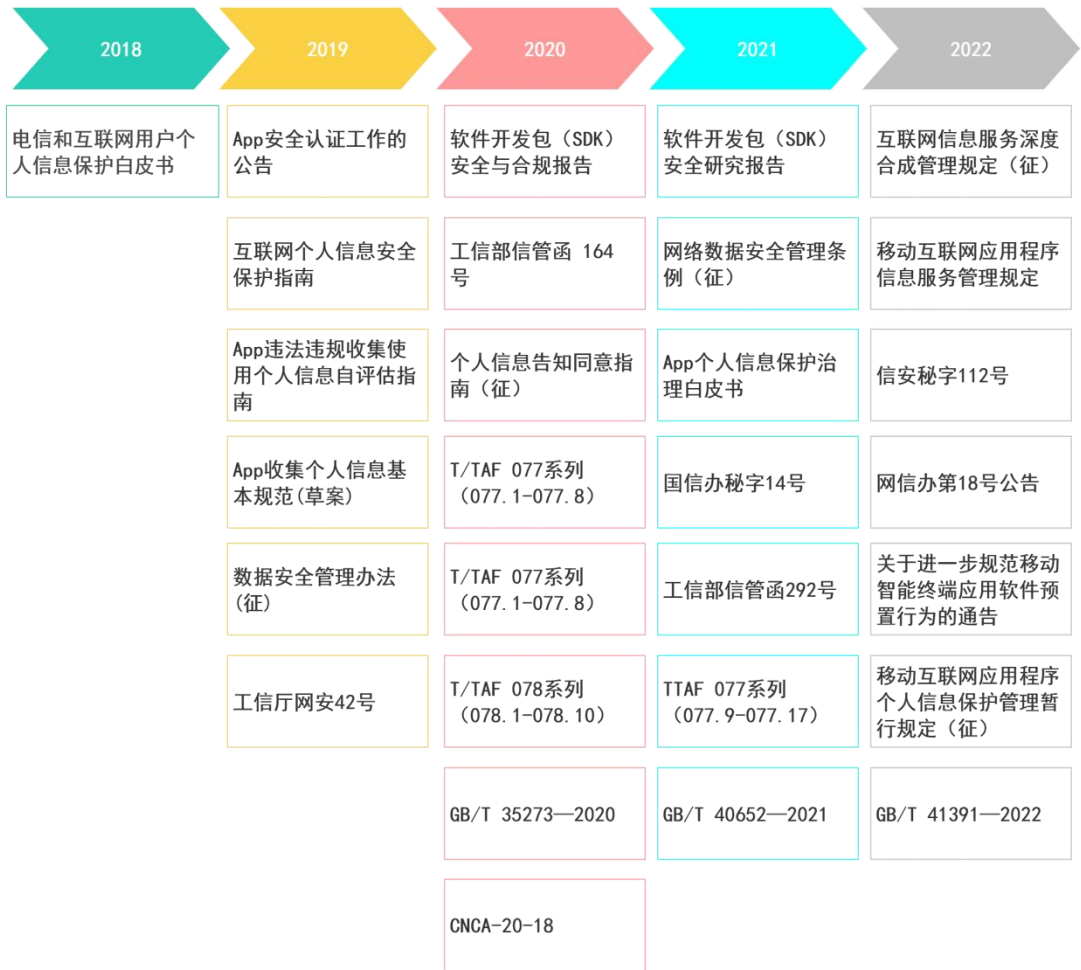 2018
2019
2020
2021
2022
电信和互联网用户个
人信息保护白皮书
App安全认证工作的
公告
软件开发包（SDK）
安全与合规报告
软件开发包（SDK）
安全研究报告
互联网信息服务深度
合成管理规定（征）
互联网个人信息安全
保护指南
工信部信管函 164
号
网络数据安全管理条
例（征）
移动互联网应用程序
信息服务管理规定
App违法违规收集使
用个人信息自评估指
南
个人信息告知同意指
南（征）
App个人信息保护治
理白皮书
信安秘字112号
App收集个人信息基
本规范(草案)
T/TAF 077系列
（077.1-077.8）
国信办秘字14号
网信办第18号公告
数据安全管理办法
(征)
T/TAF 077系列
（077.1-077.8）
工信部信管函292号
关于进一步规范移动
智能终端应用软件预
置行为的通告
工信厅网安42号
T/TAF 078系列
（078.1-078.10）
TTAF 077系列
（077.9-077.17）
移动互联网应用程序
个人信息保护管理暂
行规定（征）
GB/T 35273—2020
GB/T 40652—2021
GB/T 41391—2022
CNCA-20-18